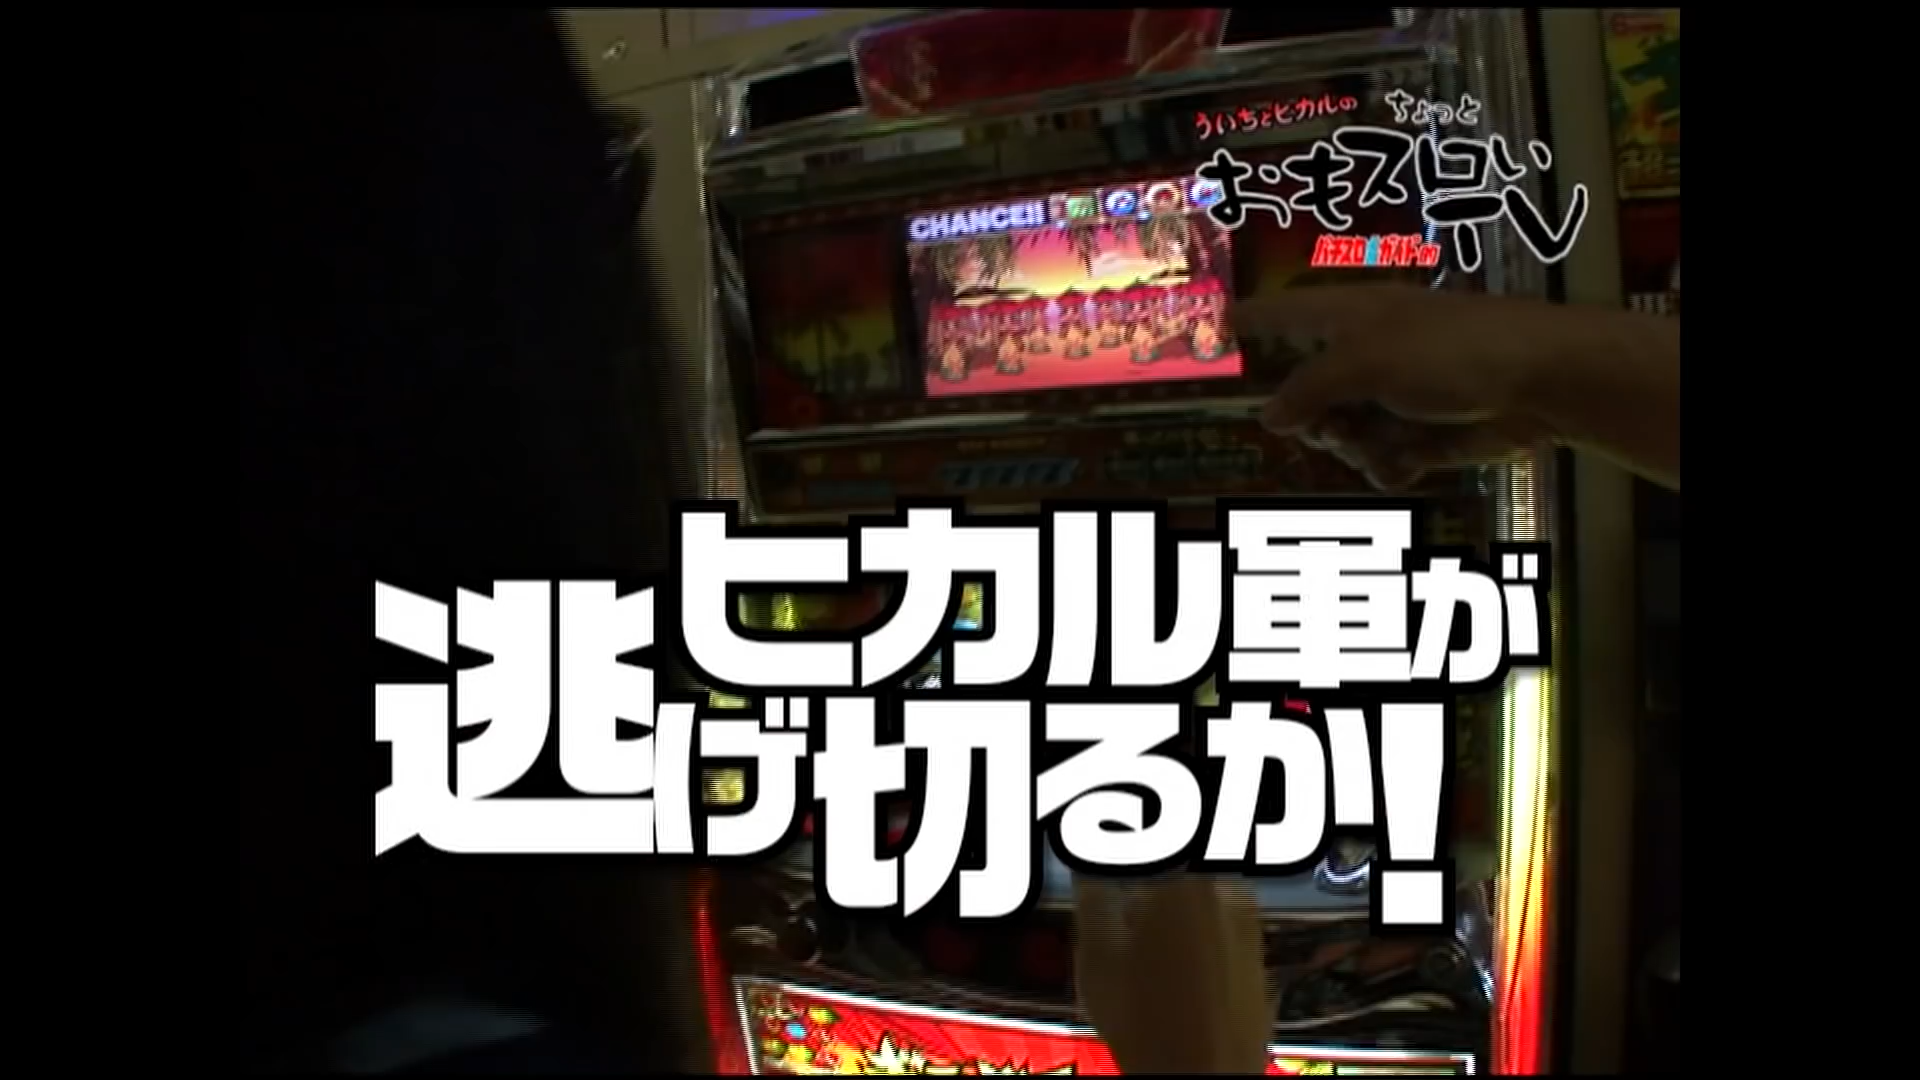 ういちとヒカルの
ちょっと
おもスロいTV
パチスロ必勝ガイドの
CHANCE!!
ヒカル軍が
逃げ切るか!